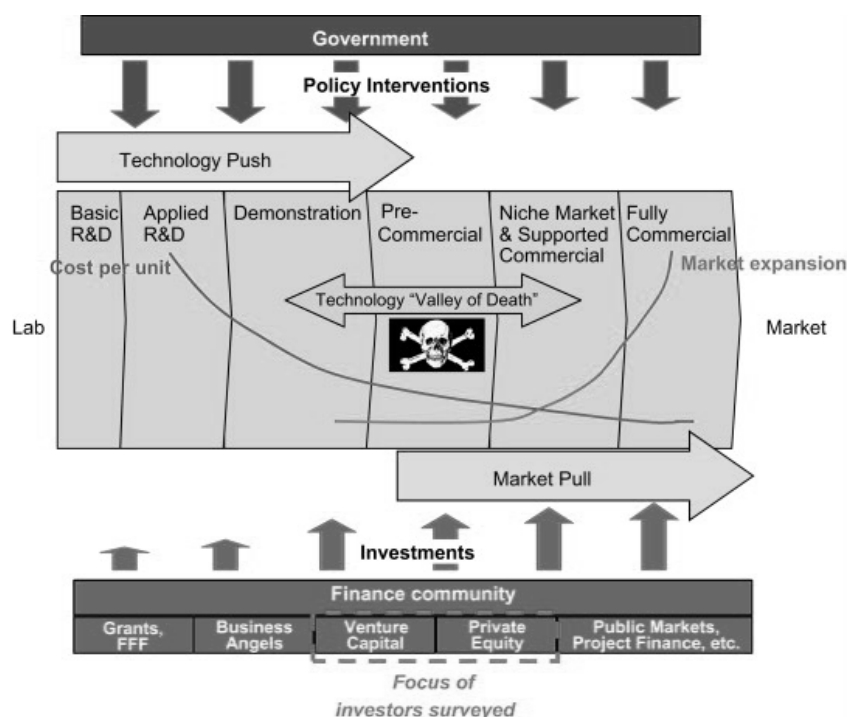 Government
Policy Interventions
Technology Push
Basic
R&D
Applied
R&D
Demonstration
Pre-
Commercial
Niche Market
& Supported
Commercial
Fully
Commercial
Cost per unit
Market expansion
Technology “Valley of Death”
Lab
Market
Market Pull
Investments
Finance community
Grants,
FFF
Business
Angels
Venture
Capital
Private
Equity
Public Markets,
Project Finance, etc.
Focus of
investors surveyed